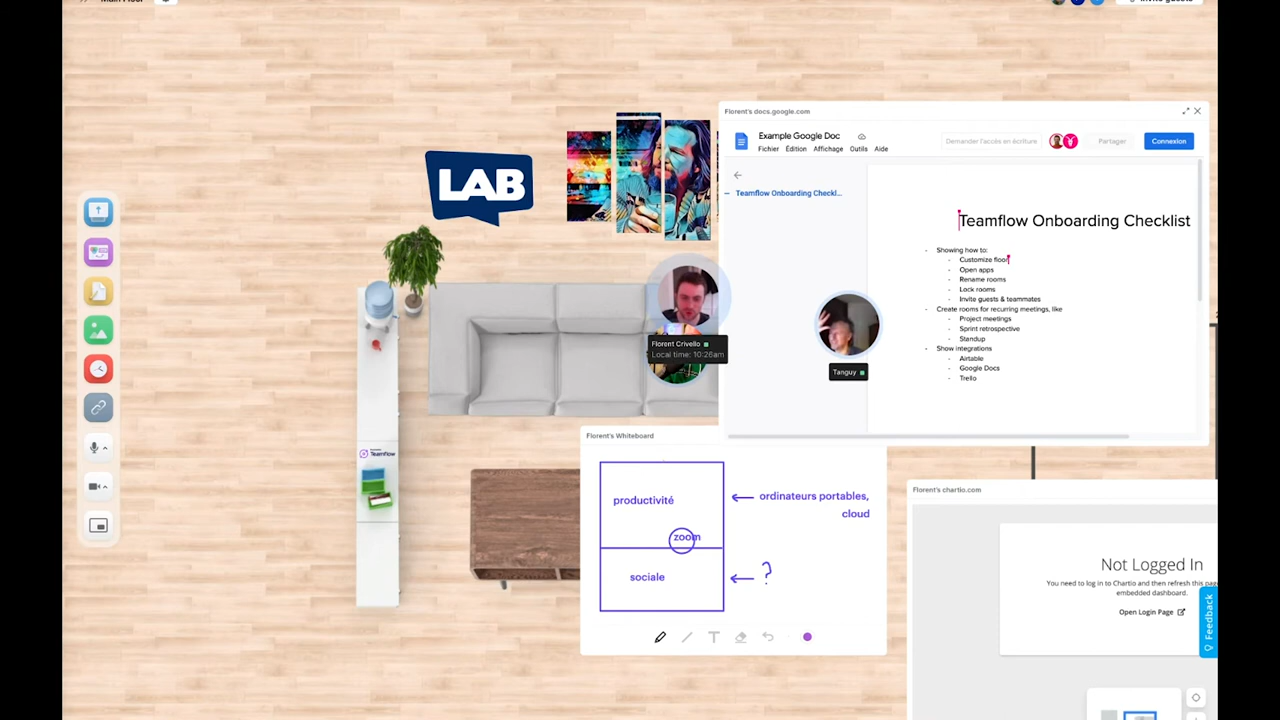 Main Floor
Invite guests
Florent's docs.google.com
Example Google Doc
Fichier Édition Affichage Outils Aide
Demander l'accès en écriture
Partager
Connexion
Teamflow Onboarding Checkl...
Teamflow Onboarding Checklist
- Showing how to:
- Customize floor
- Open apps
- Rename rooms
- Lock rooms
- Invite guests & teammates
- Create rooms for recurring meetings, like
- Project meetings
- Sprint retrospective
- Standup
- Show integrations
- Airtable
- Google Docs
- Trello
LAB
Florent Crivello
Local time: 10:26am
Tanguy
Teamflow
Florent's Whiteboard
productivité
ordinateurs portables,
cloud
zoom
sociale
?
T
Florent's chartio.com
Not Logged In
You need to log in to Chartio and then refresh this pag
embedded dashboard.
Open Login Page
Feedback